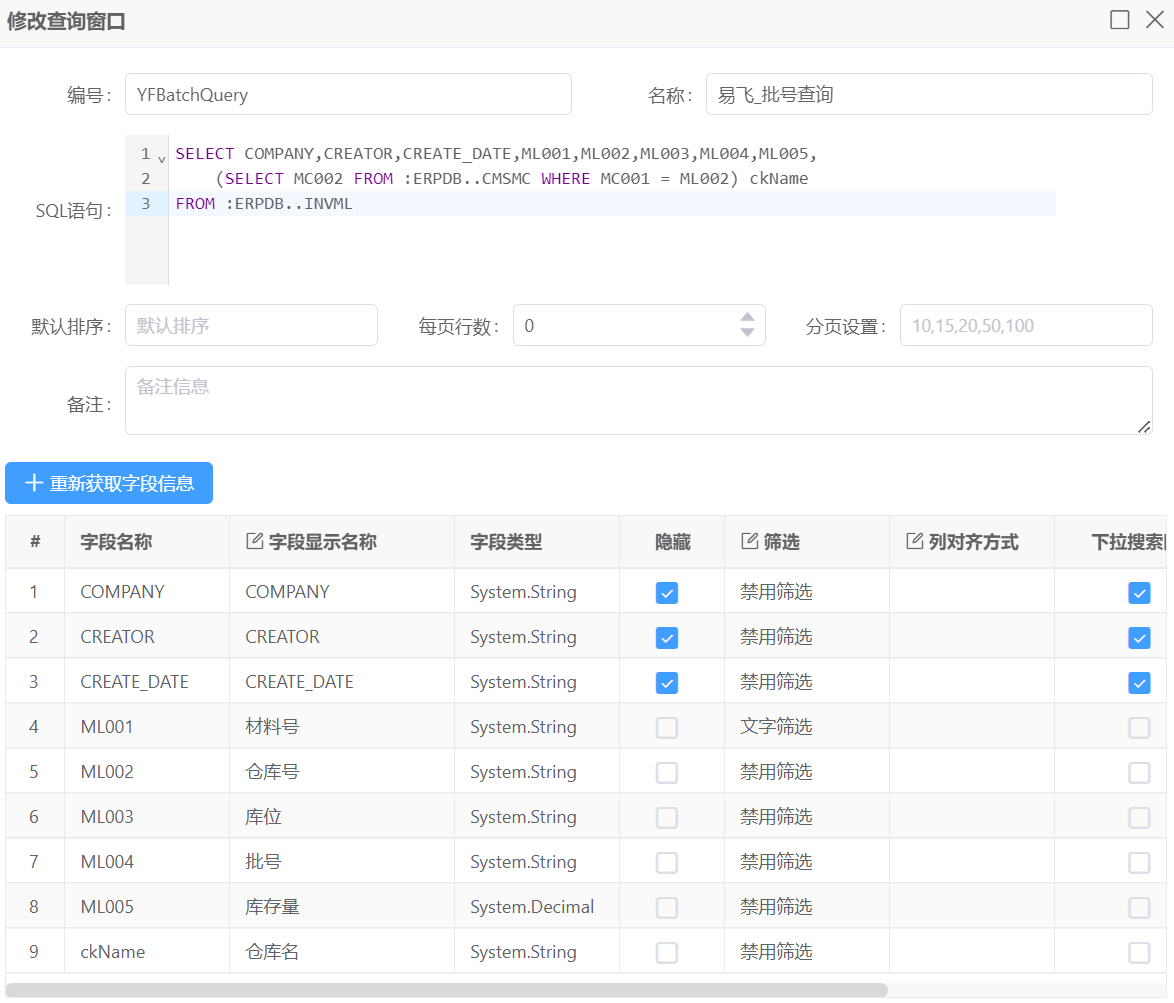 修改查询窗口
编号: YFBatchQuery 名称: 易飞_批号查询
SQL语句:
1 SELECT COMPANY,CREATOR,CREATE_DATE,ML001,ML002,ML003,ML004,ML005,
2 (SELECT MC002 FROM :ERPDB..CMSMC WHERE MC001 = ML002) ckName
3 FROM :ERPDB..INVML
默认排序: 默认排序 每页行数: 0 分页设置: 10,15,20,50,100
备注: 备注信息
重新获取字段信息
# 字段名称 字段显示名称 字段类型 隐藏 筛选 列对齐方式 下拉搜索
1 COMPANY COMPANY System.String 禁用筛选
2 CREATOR CREATOR System.String 禁用筛选
3 CREATE_DATE CREATE_DATE System.String 禁用筛选
4 ML001 材料号 System.String 文字筛选
5 ML002 仓库号 System.String 禁用筛选
6 ML003 库位 System.String 禁用筛选
7 ML004 批号 System.String 禁用筛选
8 ML005 库存量 System.Decimal 禁用筛选
9 ckName 仓库名 System.String 禁用筛选